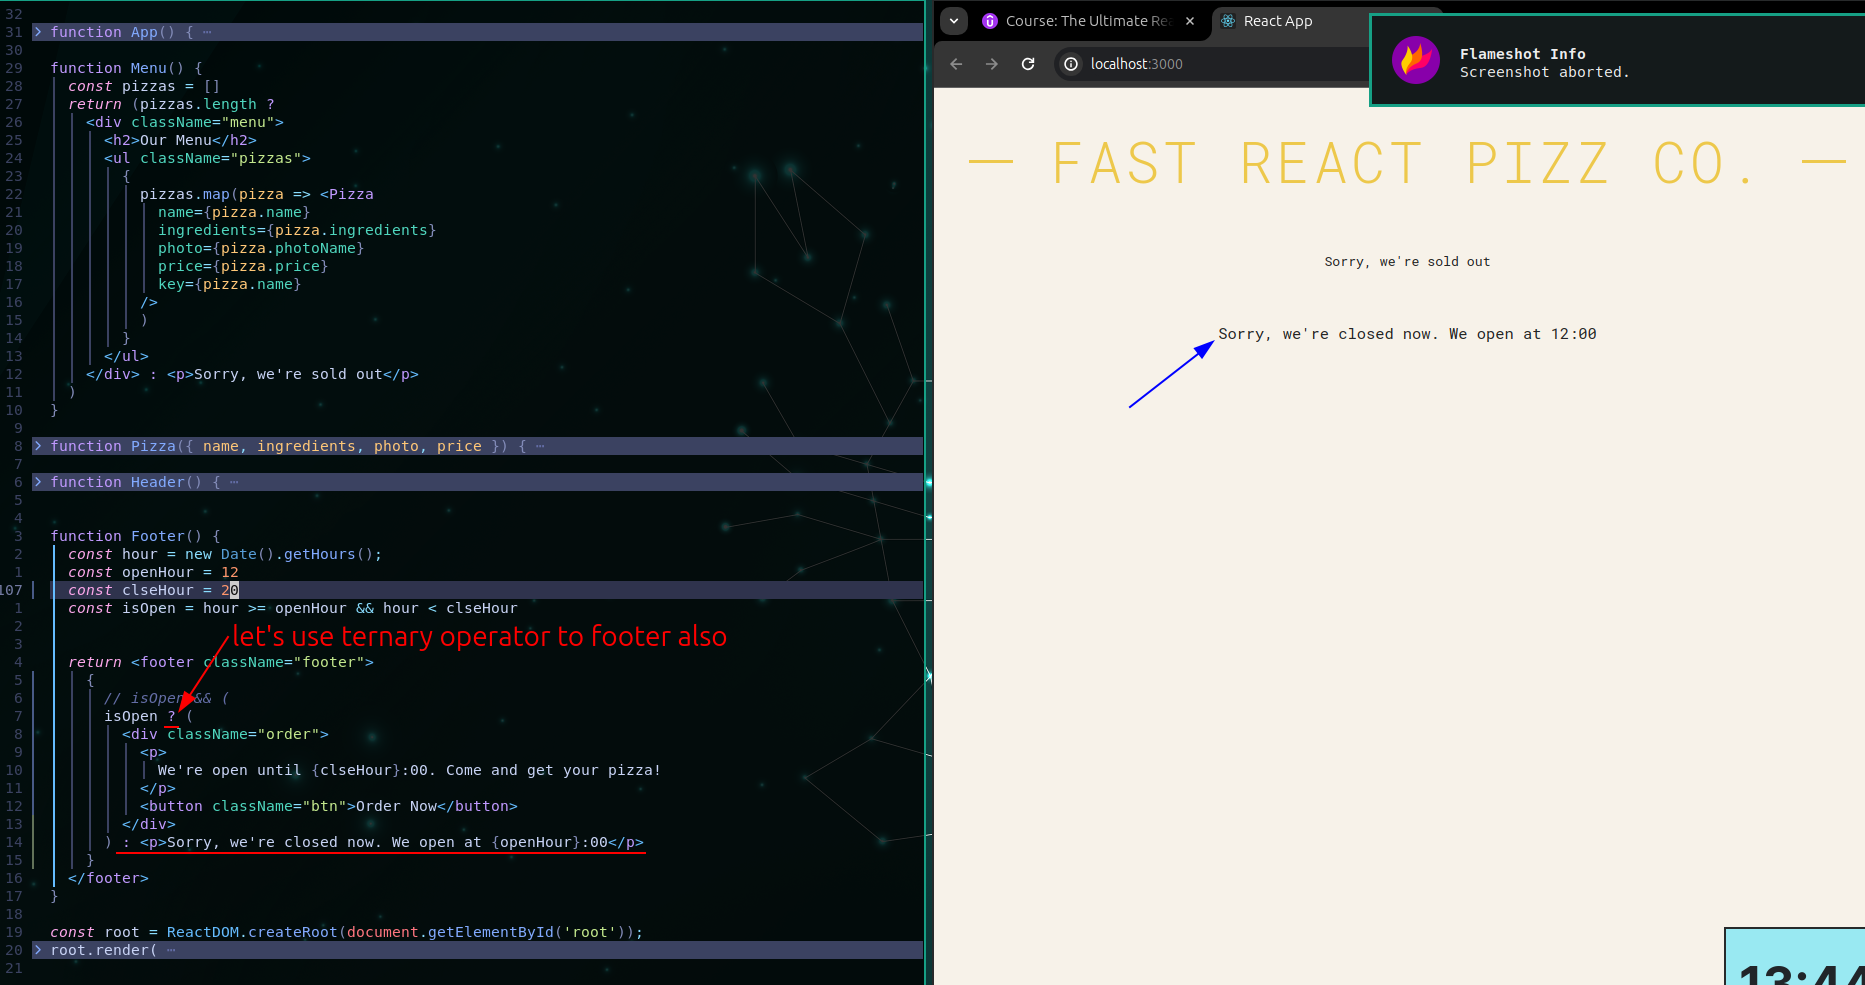 32
31 > function App() { ⋯
30
29 function Menu() {
28 const pizzas = []
27 return (pizzas.length ?
26 <div className="menu">
25 <h2>Our Menu</h2>
24 <ul className="pizzas">
23 {
22 pizzas.map(pizza => <Pizza
21 name={pizza.name}
20 ingredients={pizza.ingredients}
19 photo={pizza.photoName}
18 price={pizza.price}
17 key={pizza.name}
16 />
15 )
14 }
13 </ul>
12 </div> : <p>Sorry, we're sold out</p>
11 )
10 }
9
8 > function Pizza({ name, ingredients, photo, price }) { ⋯
7
6 > function Header() { ⋯
5
4
3 function Footer() {
2 const hour = new Date().getHours();
1 const openHour = 12
107 const clseHour = 20
1 const isOpen = hour >= openHour && hour < clseHour
2
let's use ternary operator to footer also
3
4 return <footer className="footer">
5 {
6 // isOpen && (
7 isOpen ? (
8 <div className="order">
9 <p>
10 We're open until {clseHour}:00. Come and get your pizza!
11 </p>
12 <button className="btn">Order Now</button>
13 </div>
14 ) : <p>Sorry, we're closed now. We open at {openHour}:00</p>
15 }
16 </footer>
17 }
18
19 const root = ReactDOM.createRoot(document.getElementById('root'));
20 > root.render( ⋯
21
Course: The Ultimate Rea
React App
localhost:3000
Flameshot Info
Screenshot aborted.
— FAST REACT PIZZ CO. —
Sorry, we're sold out
Sorry, we're closed now. We open at 12:00
13:44